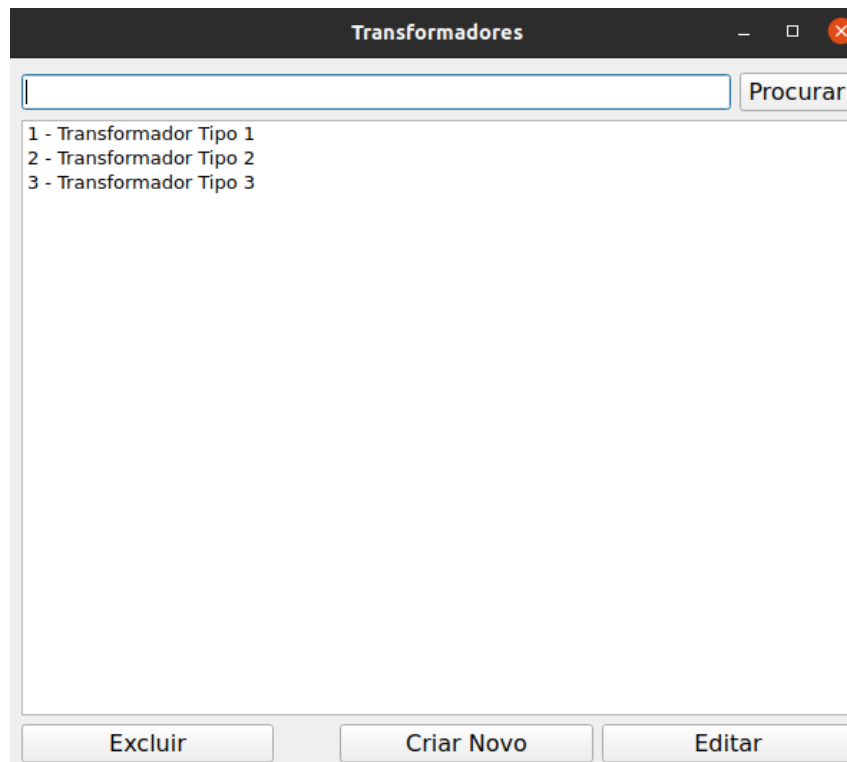 Transformadores
Procurar
1 - Transformador Tipo 1
2 - Transformador Tipo 2
3 - Transformador Tipo 3
Excluir Criar Novo Editar